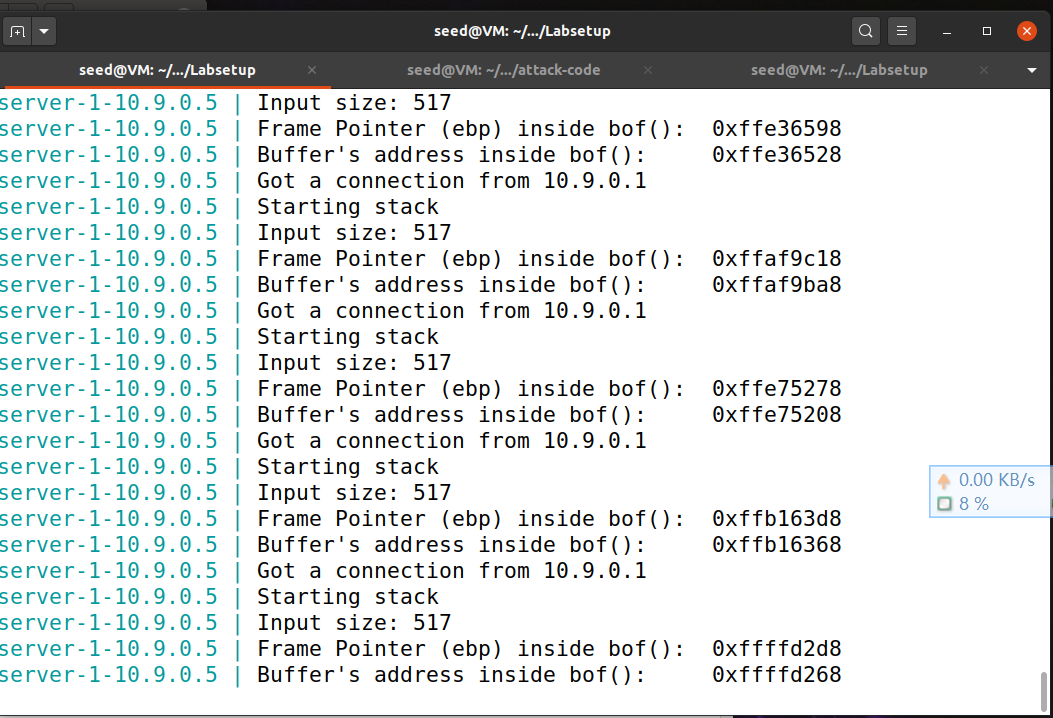 seed@VM: ~/.../Labsetup
seed@VM: ~/.../Labsetup
seed@VM: ~/.../attack-code
seed@VM: ~/.../Labsetup
server-1-10.9.0.5 | Input size: 517
server-1-10.9.0.5 | Frame Pointer (ebp) inside bof():  0xffe36598
server-1-10.9.0.5 | Buffer's address inside bof():     0xffe36528
server-1-10.9.0.5 | Got a connection from 10.9.0.1
server-1-10.9.0.5 | Starting stack
server-1-10.9.0.5 | Input size: 517
server-1-10.9.0.5 | Frame Pointer (ebp) inside bof():  0xffaf9c18
server-1-10.9.0.5 | Buffer's address inside bof():     0xffaf9ba8
server-1-10.9.0.5 | Got a connection from 10.9.0.1
server-1-10.9.0.5 | Starting stack
server-1-10.9.0.5 | Input size: 517
server-1-10.9.0.5 | Frame Pointer (ebp) inside bof():  0xffe75278
server-1-10.9.0.5 | Buffer's address inside bof():     0xffe75208
server-1-10.9.0.5 | Got a connection from 10.9.0.1
server-1-10.9.0.5 | Starting stack
server-1-10.9.0.5 | Input size: 517
server-1-10.9.0.5 | Frame Pointer (ebp) inside bof():  0xffb163d8
server-1-10.9.0.5 | Buffer's address inside bof():     0xffb16368
server-1-10.9.0.5 | Got a connection from 10.9.0.1
server-1-10.9.0.5 | Starting stack
server-1-10.9.0.5 | Input size: 517
server-1-10.9.0.5 | Frame Pointer (ebp) inside bof():  0xffffd2d8
server-1-10.9.0.5 | Buffer's address inside bof():     0xffffd268
0.00 KB/s
8 %